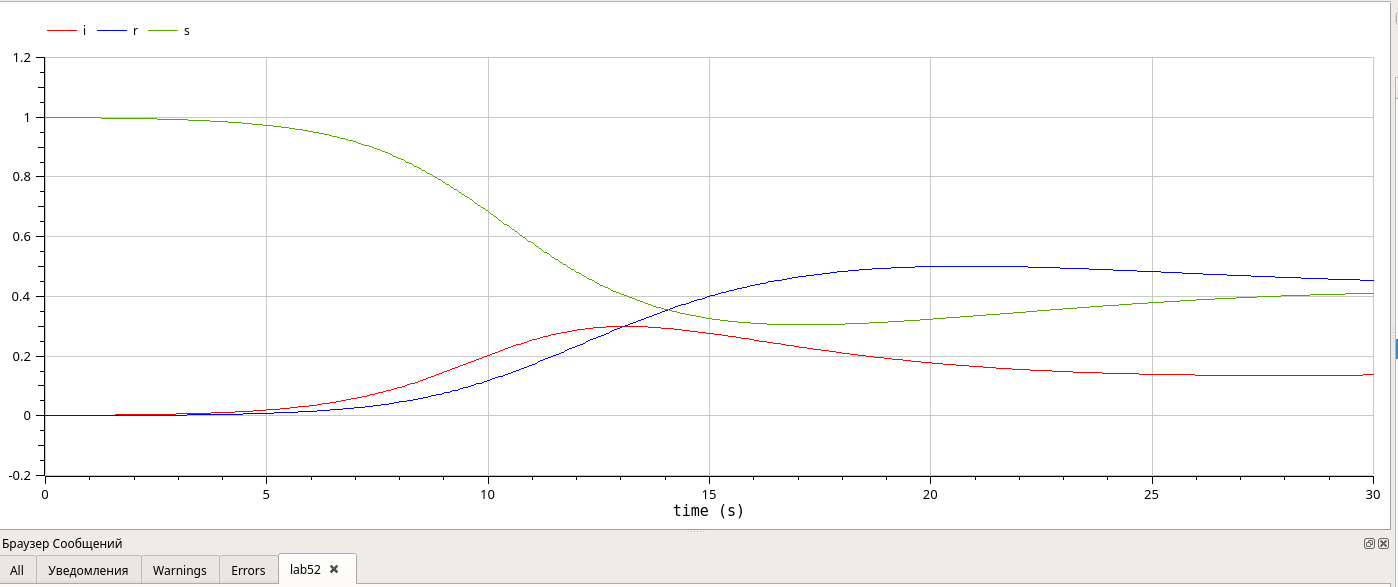 i r s
1.2
1
0.8
0.6
0.4
0.2
0
-0.2
0 5 10 15 20 25 30
time (s)
Браузер Сообщений
All Уведомления Warnings Errors lab52